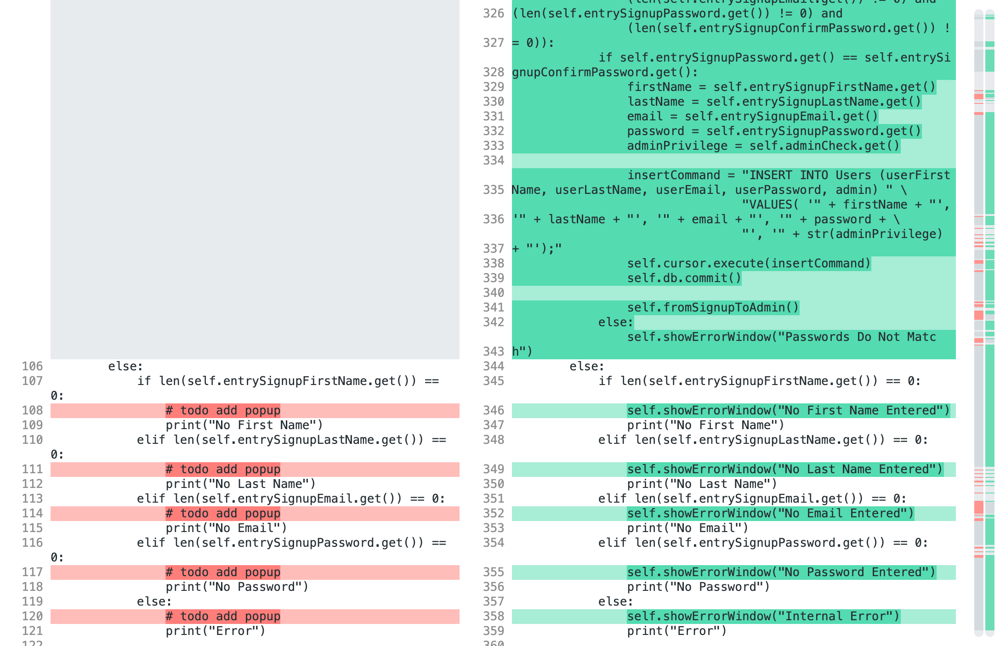 106 else:
107 if len(self.entrySignupFirstName.get()) ==
0:
108 # todo add popup
109 print("No First Name")
110 elif len(self.entrySignupLastName.get()) ==
0:
111 # todo add popup
112 print("No Last Name")
113 elif len(self.entrySignupEmail.get()) == 0:
114 # todo add popup
115 print("No Email")
116 elif len(self.entrySignupPassword.get()) ==
0:
117 # todo add popup
118 print("No Password")
119 else:
120 # todo add popup
121 print("Error")
122
(len(self.entrySignupEmail.get()) != 0) and
326 (len(self.entrySignupPassword.get()) != 0) and
(len(self.entrySignupConfirmPassword.get()) !
327 = 0)):
if self.entrySignupPassword.get() == self.entrySi
328 gnupConfirmPassword.get():
329 firstName = self.entrySignupFirstName.get()
330 lastName = self.entrySignupLastName.get()
331 email = self.entrySignupEmail.get()
332 password = self.entrySignupPassword.get()
333 adminPrivilege = self.adminCheck.get()
334
insertCommand = "INSERT INTO Users (userFirst
335 Name, userLastName, userEmail, userPassword, admin) " \
"VALUES( '" + firstName + "',
336 '" + lastName + "', '" + email + "', '" + password + \
"', '" + str(adminPrivilege)
337 + "');"
338 self.cursor.execute(insertCommand)
339 self.db.commit()
340
341 self.fromSignupToAdmin()
342 else:
self.showErrorWindow("Passwords Do Not Matc
343 h")
344 else:
345 if len(self.entrySignupFirstName.get()) == 0:
346 self.showErrorWindow("No First Name Entered")
347 print("No First Name")
348 elif len(self.entrySignupLastName.get()) == 0:
349 self.showErrorWindow("No Last Name Entered")
350 print("No Last Name")
351 elif len(self.entrySignupEmail.get()) == 0:
352 self.showErrorWindow("No Email Entered")
353 print("No Email")
354 elif len(self.entrySignupPassword.get()) == 0:
355 self.showErrorWindow("No Password Entered")
356 print("No Password")
357 else:
358 self.showErrorWindow("Internal Error")
359 print("Error")
360